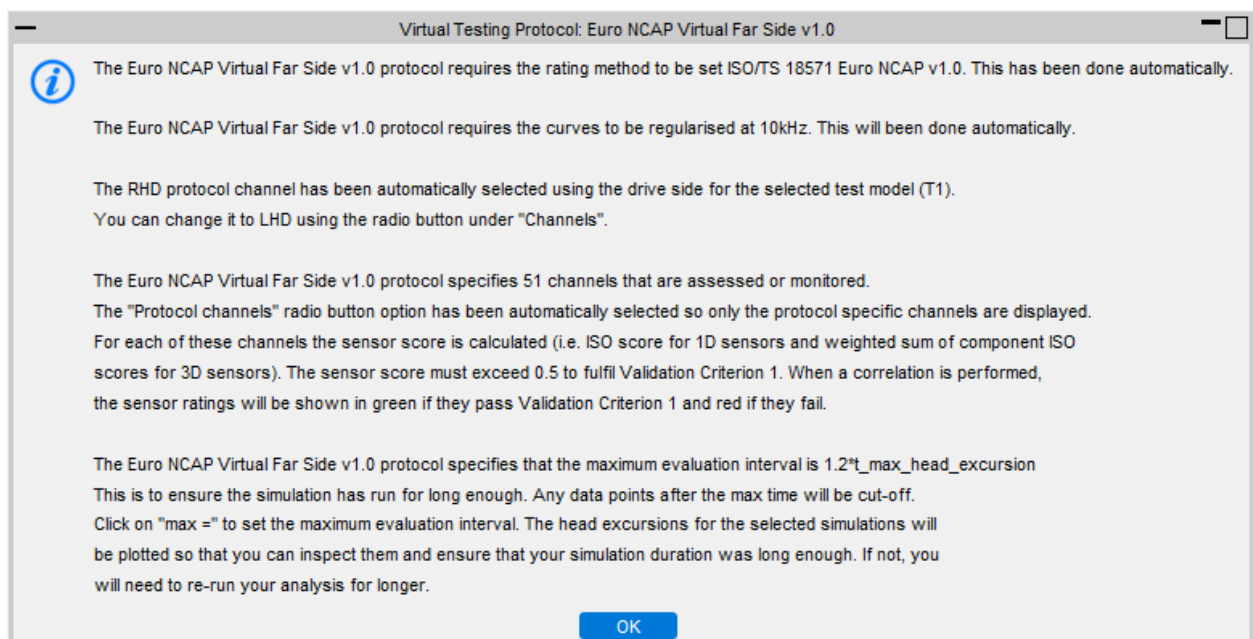 Virtual Testing Protocol: Euro NCAP Virtual Far Side v1.0
The Euro NCAP Virtual Far Side v1.0 protocol requires the rating method to be set ISO/TS 18571 Euro NCAP v1.0. This has been done automatically.
The Euro NCAP Virtual Far Side v1.0 protocol requires the curves to be regularised at 10kHz. This will been done automatically.
The RHD protocol channel has been automatically selected using the drive side for the selected test model (T1).
You can change it to LHD using the radio button under "Channels".
The Euro NCAP Virtual Far Side v1.0 protocol specifies 51 channels that are assessed or monitored.
The "Protocol channels" radio button option has been automatically selected so only the protocol specific channels are displayed.
For each of these channels the sensor score is calculated (i.e. ISO score for 1D sensors and weighted sum of component ISO
scores for 3D sensors). The sensor score must exceed 0.5 to fulfil Validation Criterion 1. When a correlation is performed,
the sensor ratings will be shown in green if they pass Validation Criterion 1 and red if they fail.
The Euro NCAP Virtual Far Side v1.0 protocol specifies that the maximum evaluation interval is 1.2*t_max_head_excursion
This is to ensure the simulation has run for long enough. Any data points after the max time will be cut-off.
Click on "max =" to set the maximum evaluation interval. The head excursions for the selected simulations will
be plotted so that you can inspect them and ensure that your simulation duration was long enough. If not, you
will need to re-run your analysis for longer.
OK